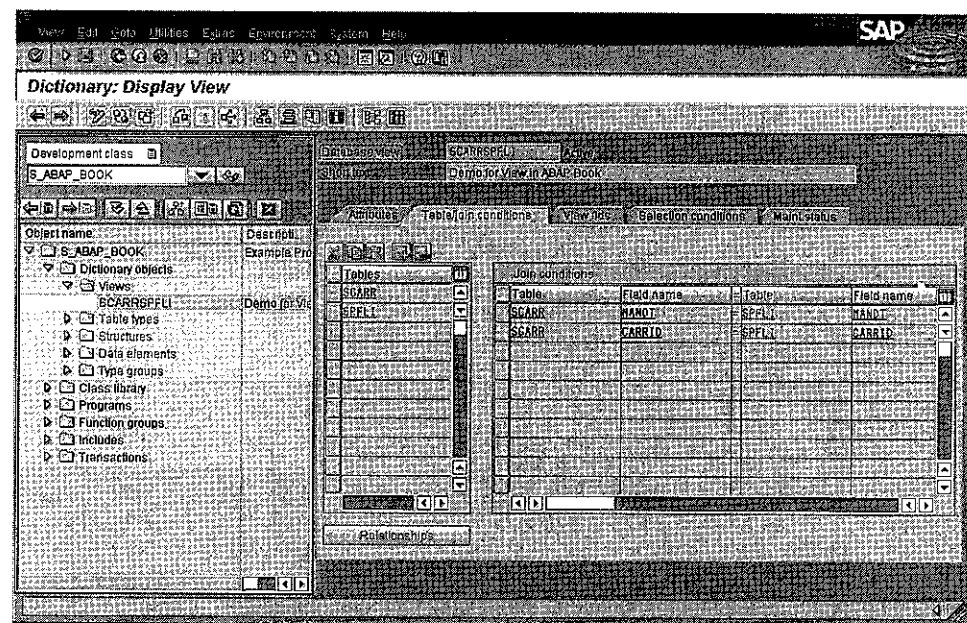 View Edit Goto Utilities Extras Environment System Help
SAP
Dictionary: Display View
Development class
S_ABAP_BOOK
Database view SCARRSPFLI Active
Short text Demo for View in ABAP-Book
Attributes Table/join conditions View flds Selection conditions Maint.status
Object name Descripti..
S_ABAP_BOOK Example Pro
Dictionary objects
Views
SCARRSPFLI Demo for Vie
Table types
Structures
Data elements
Type groups
Class library
Programs
Function groups
Includes
Transactions
Tables
SCARR
SPFLI
Join conditions
Table Field name = Table Field name
SCARR MANDT = SPFLI MANDT
SCARR CARRID = SPFLI CARRID
Relationships